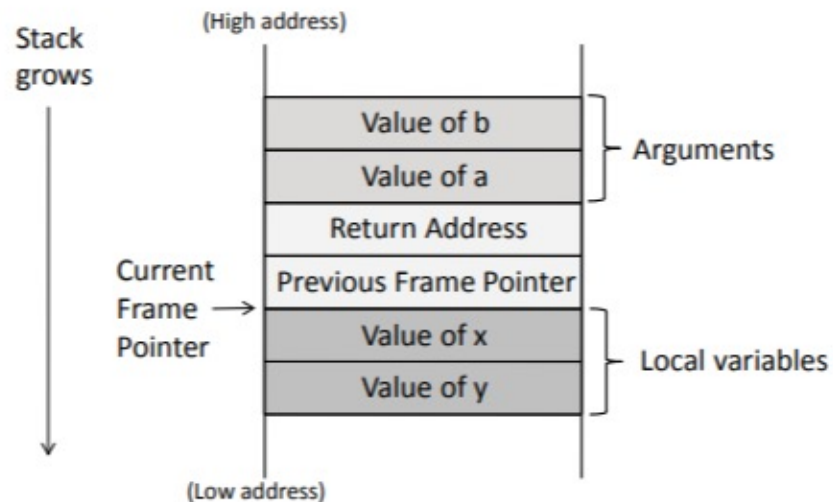 (High address)
Stack
grows
Value of b
Value of a
Arguments
Return Address
Previous Frame Pointer
Current
Frame
Pointer
Value of x
Value of y
Local variables
(Low address)